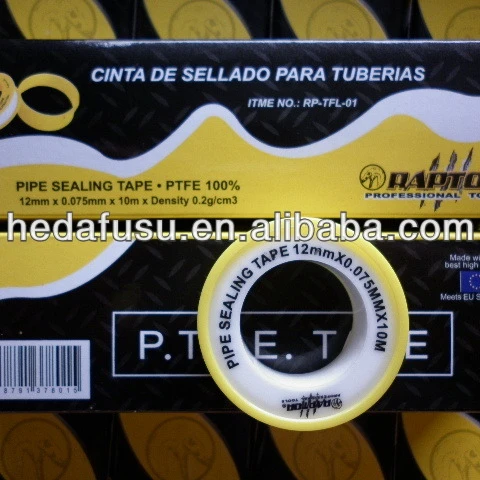 CINTA DE SELLADO PARA TUBERIAS
ITME NO.: RP-TFL-01
PIPE SEALING TAPE • PTFE 100%
12mm x 0.075mm x 10m x Density 0.2g/cm3
RAPTOR
PROFESSIONAL TO
hedafusu.en.alibaba.com
PIPE SEALING TAPE 12mmX0.075MMX10M
Made wi
best high
Meets EU S
P.T E. T E
RAPTOR